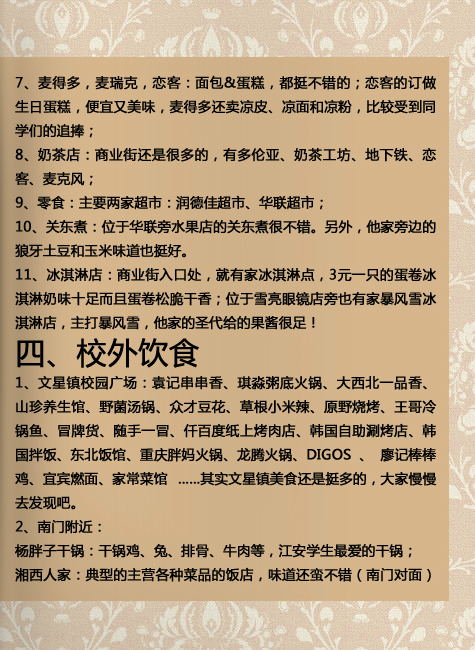 7、麦得多，麦瑞克，恋客：面包&蛋糕，都挺不错的；恋客的订做
生日蛋糕，便宜又美味，麦得多还卖凉皮、凉面和凉粉，比较受到同
学们的追捧；
8、奶茶店：商业街还是很多的，有多伦亚、奶茶工坊、地下铁、恋
客、麦克风；
9、零食：主要两家超市：润德佳超市、华联超市；
10、关东煮：位于华联旁水果店的关东煮很不错。另外，他家旁边的
狼牙土豆和玉米味道也挺好。
11、冰淇淋店：商业街入口处，就有家冰淇淋点，3元一只的蛋卷冰
淇淋奶味十足而且蛋卷松脆干香；位于雪亮眼镜店旁也有家暴风雪冰
淇淋店，主打暴风雪，他家的圣代给的果酱很足！
四、校外饮食
1、文星镇校园广场：袁记串串香、琪淼粥底火锅、大西北一品香、
山珍养生馆、野菌汤锅、众才豆花、草根小米辣、原野烧烤、王哥冷
锅鱼、冒牌货、随手一冒、仟百度纸上烤肉店、韩国自助涮烤店、韩
国拌饭、东北饭馆、重庆胖妈火锅、龙腾火锅、DIGOS、廖记棒棒
鸡、宜宾燃面、家常菜馆 ……其实文星镇美食还是挺多的，大家慢慢
去发现吧。
2、南门附近：
杨胖子干锅：干锅鸡、兔、排骨、牛肉等，江安学生最爱的干锅；
湘西人家：典型的主营各种菜品的饭店，味道还蛮不错（南门对面）